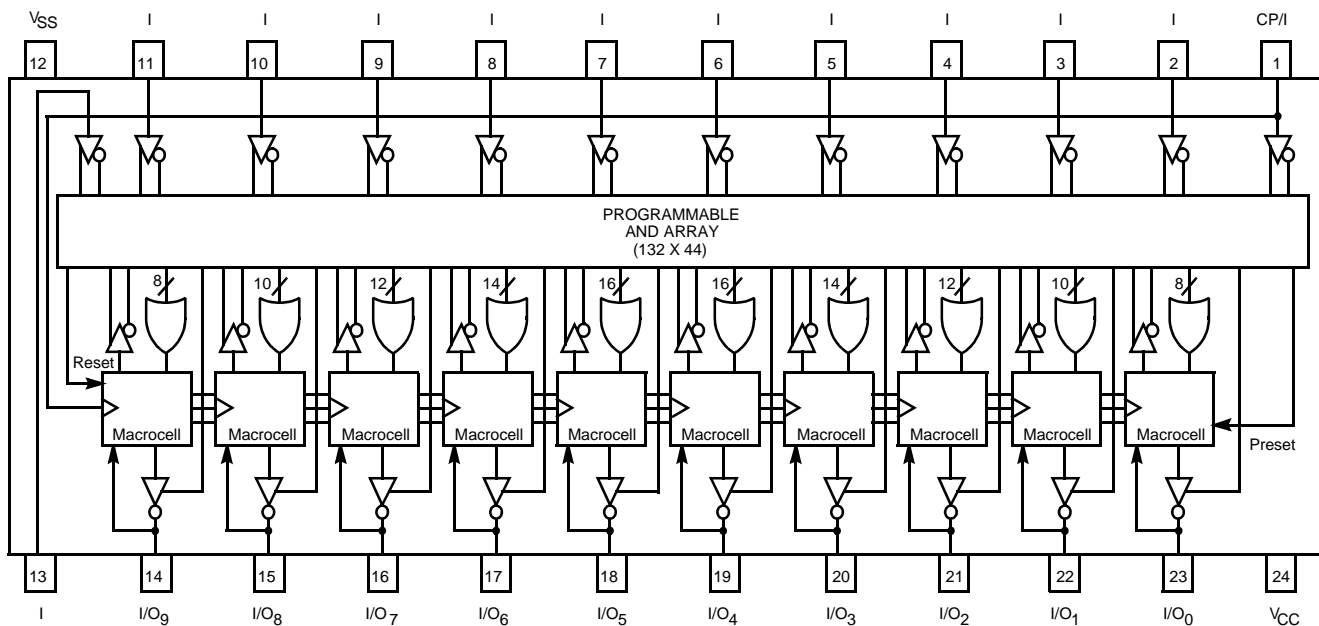 VSS I I I I I I I I I I CP/I
12 11 10 9 8 7 6 5 4 3 2 1
PROGRAMMABLE
AND ARRAY
(132 X 44)
8 10 12 14 16 16 14 12 10 8
Reset
Macrocell Macrocell Macrocell Macrocell Macrocell Macrocell Macrocell Macrocell Macrocell Macrocell
Preset
13 14 15 16 17 18 19 20 21 22 23 24
I I/O9 I/O8 I/O7 I/O6 I/O5 I/O4 I/O3 I/O2 I/O1 I/O0 VCC